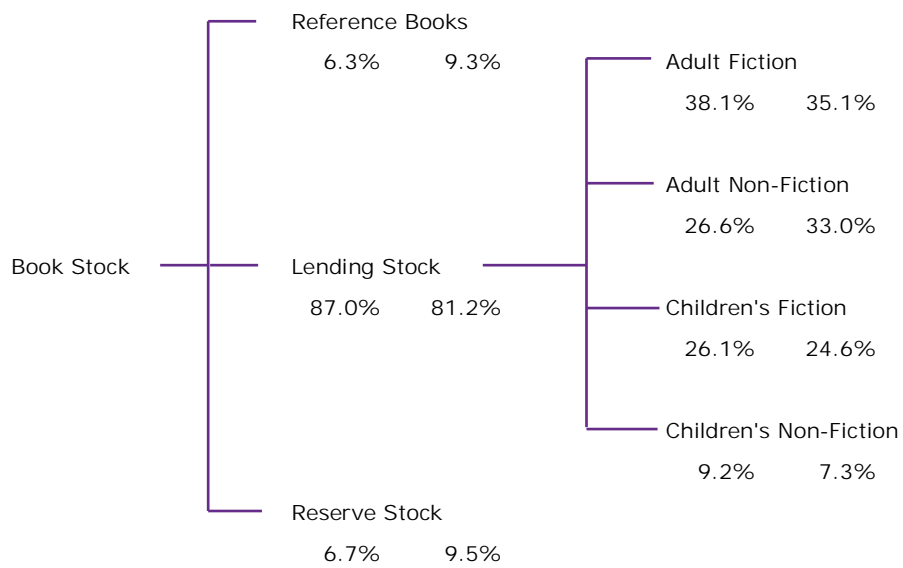 Reference Books
6.3% 9.3%
Adult Fiction
38.1% 35.1%
Adult Non-Fiction
26.6% 33.0%
Book Stock
Lending Stock
87.0% 81.2%
Children's Fiction
26.1% 24.6%
Children's Non-Fiction
9.2% 7.3%
Reserve Stock
6.7% 9.5%